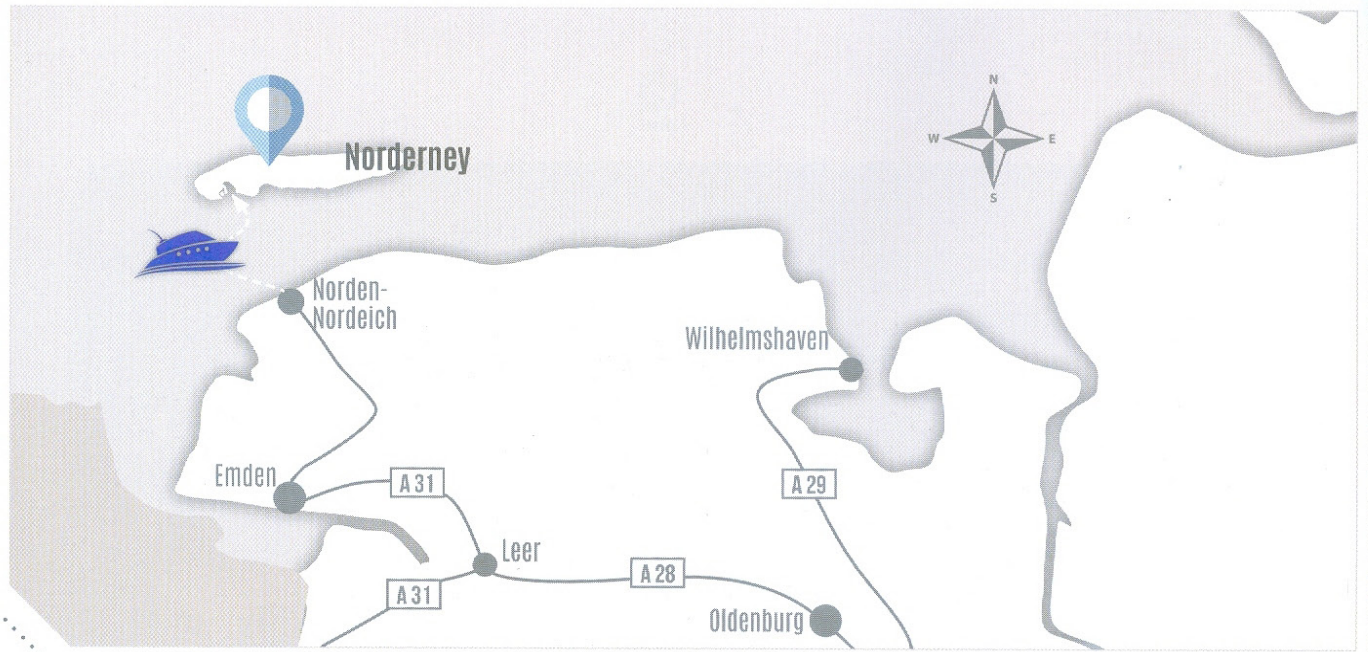 N
W
E
S
Norderney
Norden-
Nordeich
Wilhelmshaven
Emden
A 31
A 29
Leer
A 28
A 31
Oldenburg